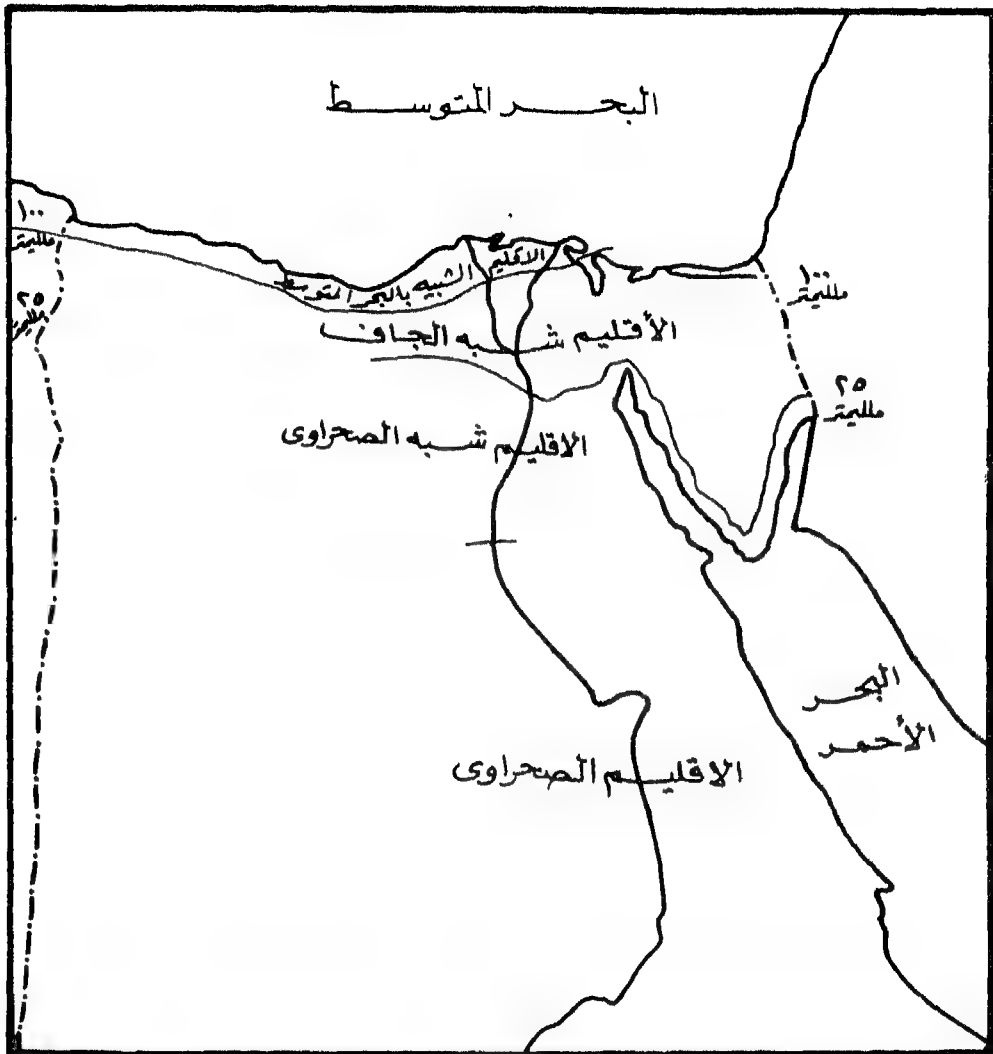 البحر المتوسط
١٠٠
ملليمتر
٢٥
ملليمتر
الاقليم الشبيه بالبحر المتوسط
١٠٠
ملليمتر
الأقليم شبه الجاف
٢٥
ملليمتر
الاقليم شبه الصحراوى
البحر
الأحمر
الاقليم الصحراوى